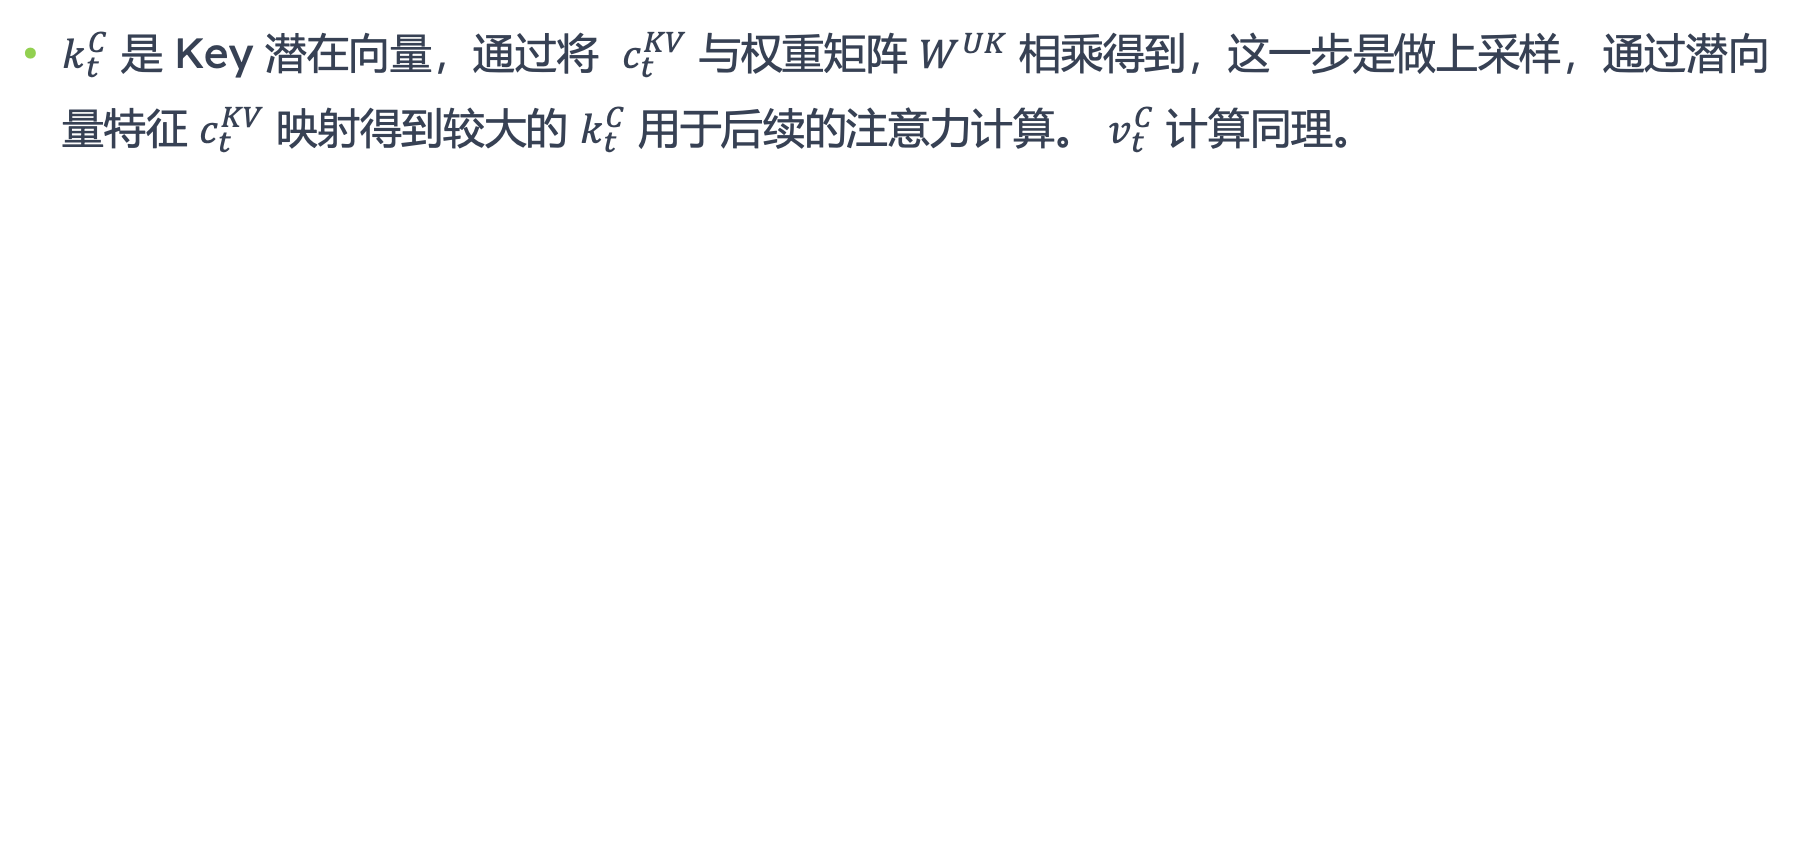 • $k_t^C$ 是 Key 潜在向量，通过将 $c_t^{KV}$ 与权重矩阵 $W^{UK}$ 相乘得到，这一步是做上采样，通过潜向
量特征 $c_t^{KV}$ 映射得到较大的 $k_t^C$ 用于后续的注意力计算。 $v_t^C$ 计算同理。